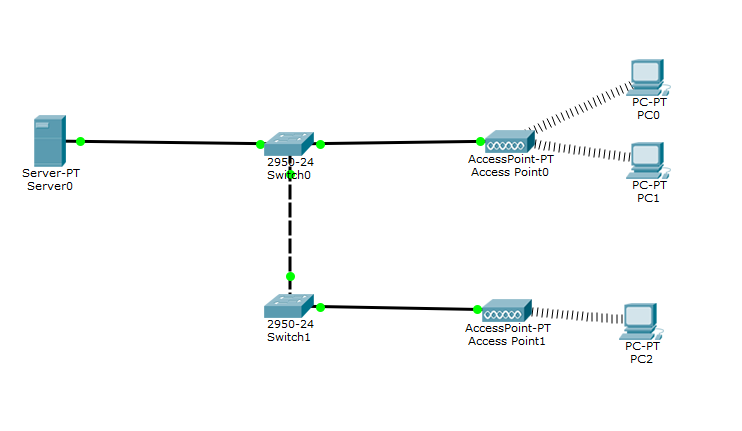 PC-PT
PC0
2950-24
Switch0
AccessPoint-PT
Access Point0
Server-PT
Server0
PC-PT
PC1
2950-24
Switch1
AccessPoint-PT
Access Point1
PC-PT
PC2